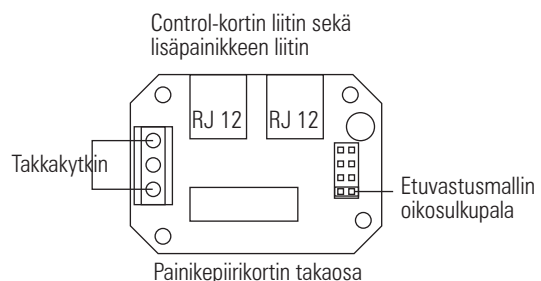 Control-kortin liitin sekä
lisäpainikkeen liitin
RJ 12
RJ 12
Takkakytkin
Etuvastusmallin
oikosulkupala
Painikepiirikortin takaosa